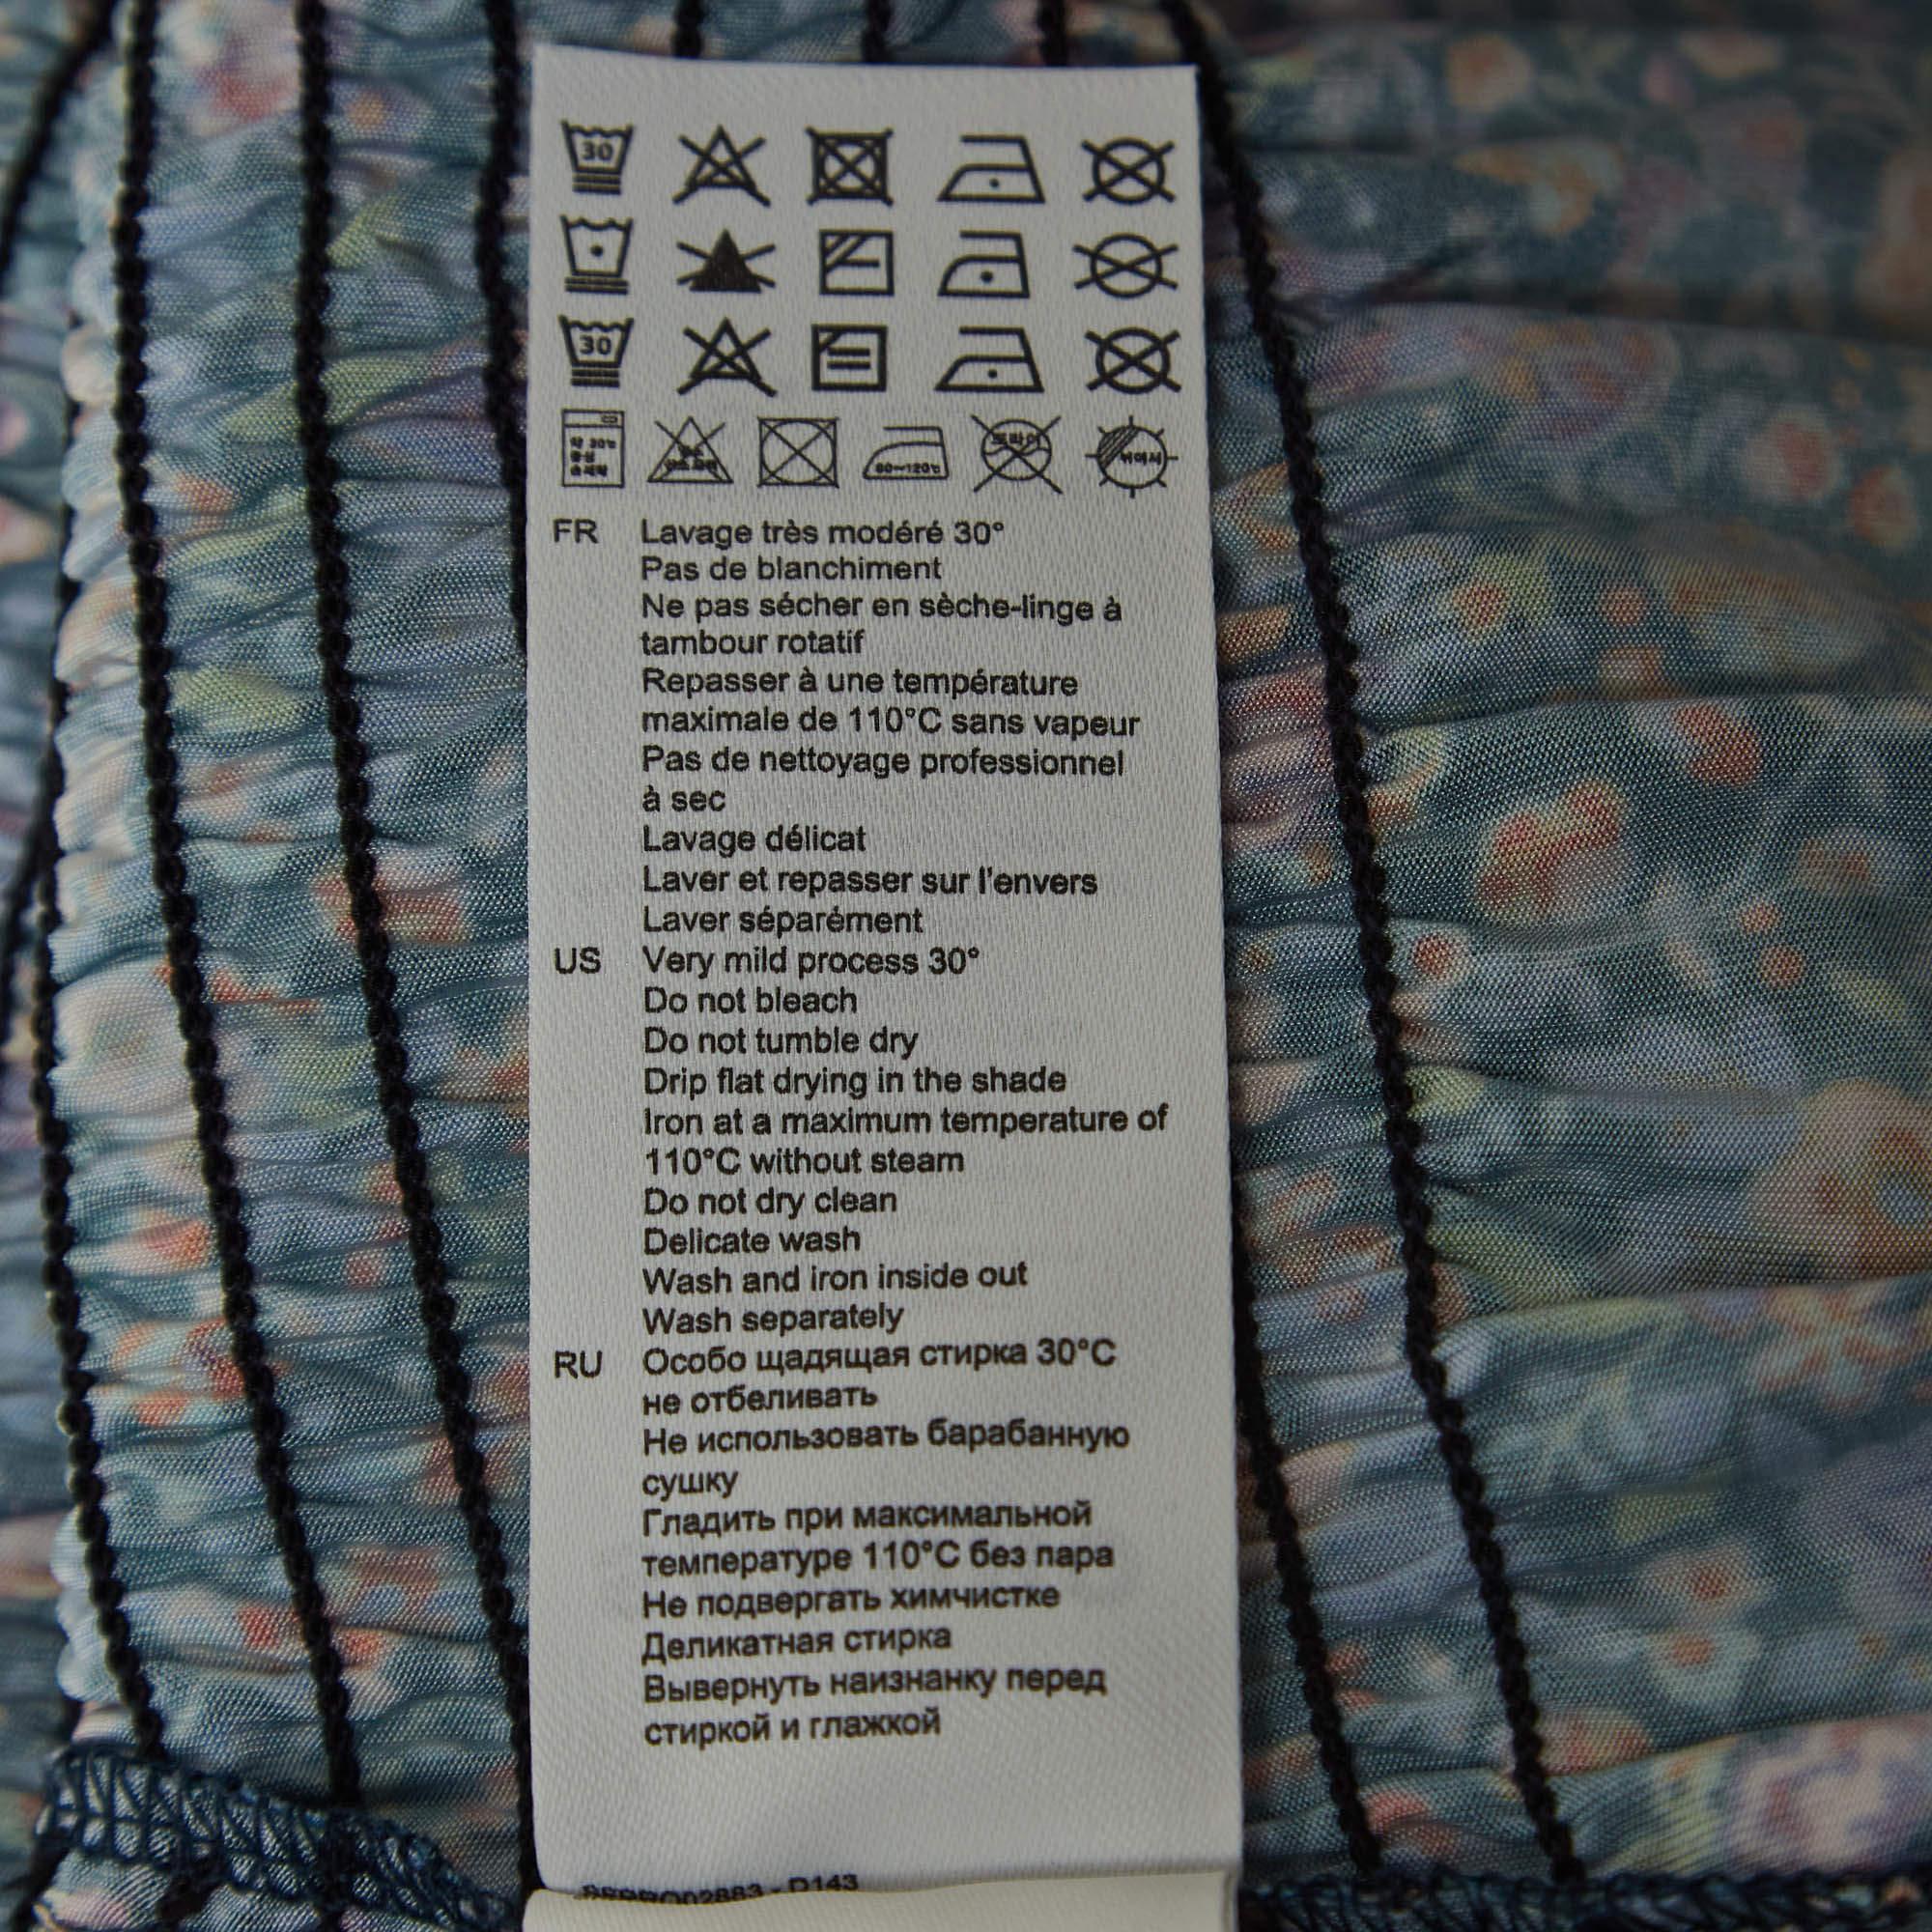 30
30
80~120℃
FR Lavage très modéré 30°
Pas de blanchiment
Ne pas sécher en sèche-linge à
tambour rotatif
Repasser à une température
maximale de 110°C sans vapeur
Pas de nettoyage professionnel
à sec
Lavage délicat
Laver et repasser sur l'envers
Laver séparément
US Very mild process 30°
Do not bleach
Do not tumble dry
Drip flat drying in the shade
Iron at a maximum temperature of
110°C without steam
Do not dry clean
Delicate wash
Wash and iron inside out
Wash separately
RU Особо щадящая стирка 30°C
не отбеливать
Не использовать барабанную
сушку
Гладить при максимальной
температуре 110°C без пара
Не подвергать химчистке
Деликатная стирка
Вывернуть наизнанку перед
стиркой и глажкой
- D143